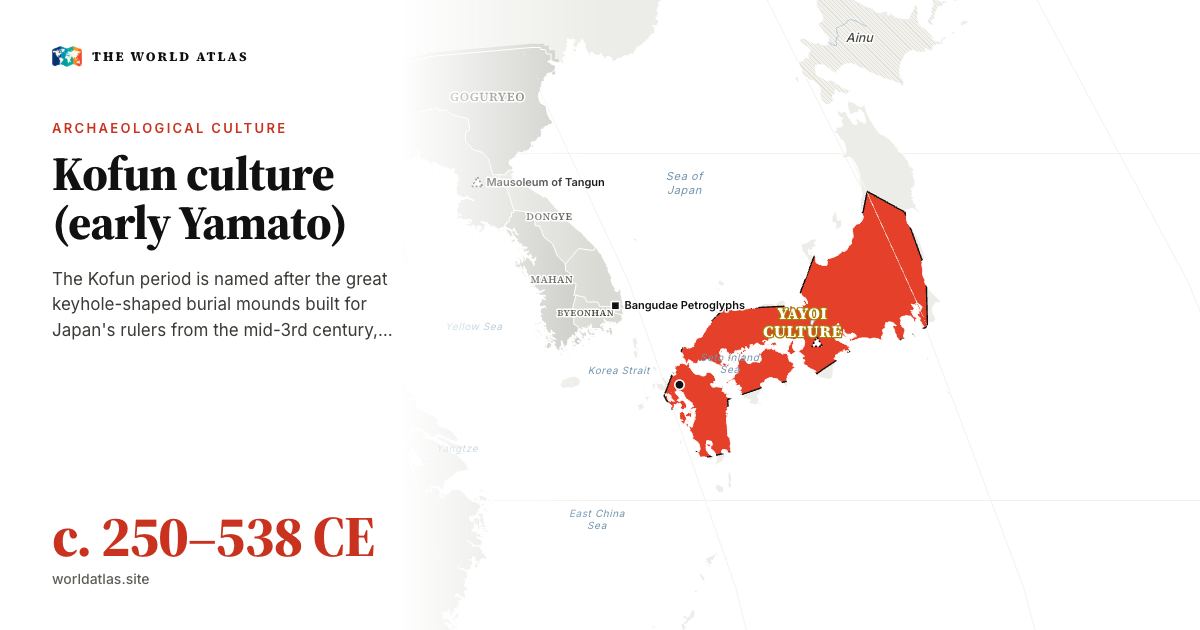 THE WORLD ATLAS
ARCHAEOLOGICAL CULTURE
Kofun culture
(early Yamato)
The Kofun period is named after the great
keyhole-shaped burial mounds built for
Japan's rulers from the mid-3rd century,...
c. 250–538 CE
worldatlas.site
Ainu
GOGURYEO
Mausoleum of Tangun
Sea of
Japan
DONGYE
MAHAN
BYEONHAN
Bangudae Petroglyphs
YAYOI
CULTURE
Yellow Sea
Seto Inland
Sea
Korea Strait
Yangtze
East China
Sea